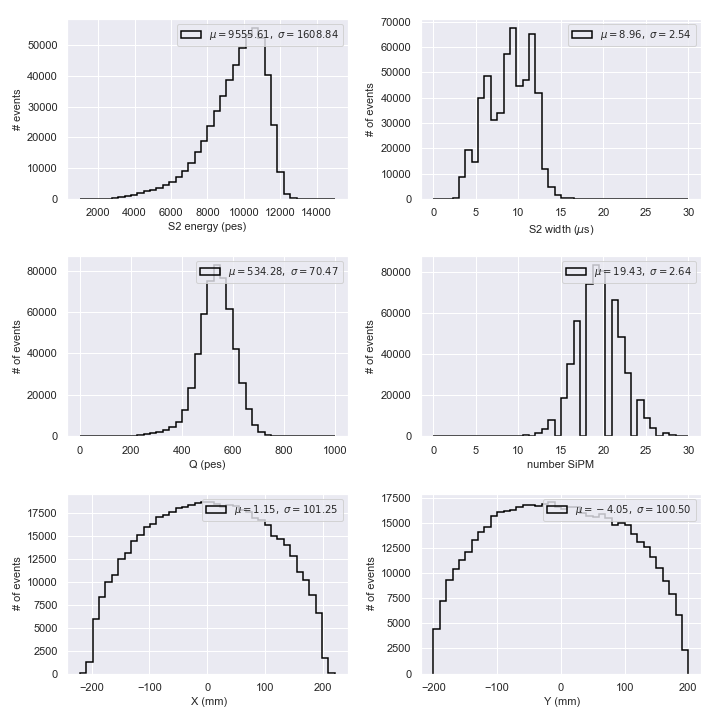 μ = 9555.61, σ = 1608.84
# events
50000
40000
30000
20000
10000
0
2000 4000 6000 8000 10000 12000 14000
S2 energy (pes)
μ = 8.96, σ = 2.54
# of events
70000
60000
50000
40000
30000
20000
10000
0
0 5 10 15 20 25 30
S2 width (μs)
μ = 534.28, σ = 70.47
# of events
80000
60000
40000
20000
0
0 200 400 600 800 1000
Q (pes)
μ = 19.43, σ = 2.64
# of events
80000
60000
40000
20000
0
0 5 10 15 20 25 30
number SiPM
μ = 1.15, σ = 101.25
# of events
17500
15000
12500
10000
7500
5000
2500
0
−200 −100 0 100 200
X (mm)
μ = −4.05, σ = 100.50
# of events
17500
15000
12500
10000
7500
5000
2500
0
−200 −100 0 100 200
Y (mm)